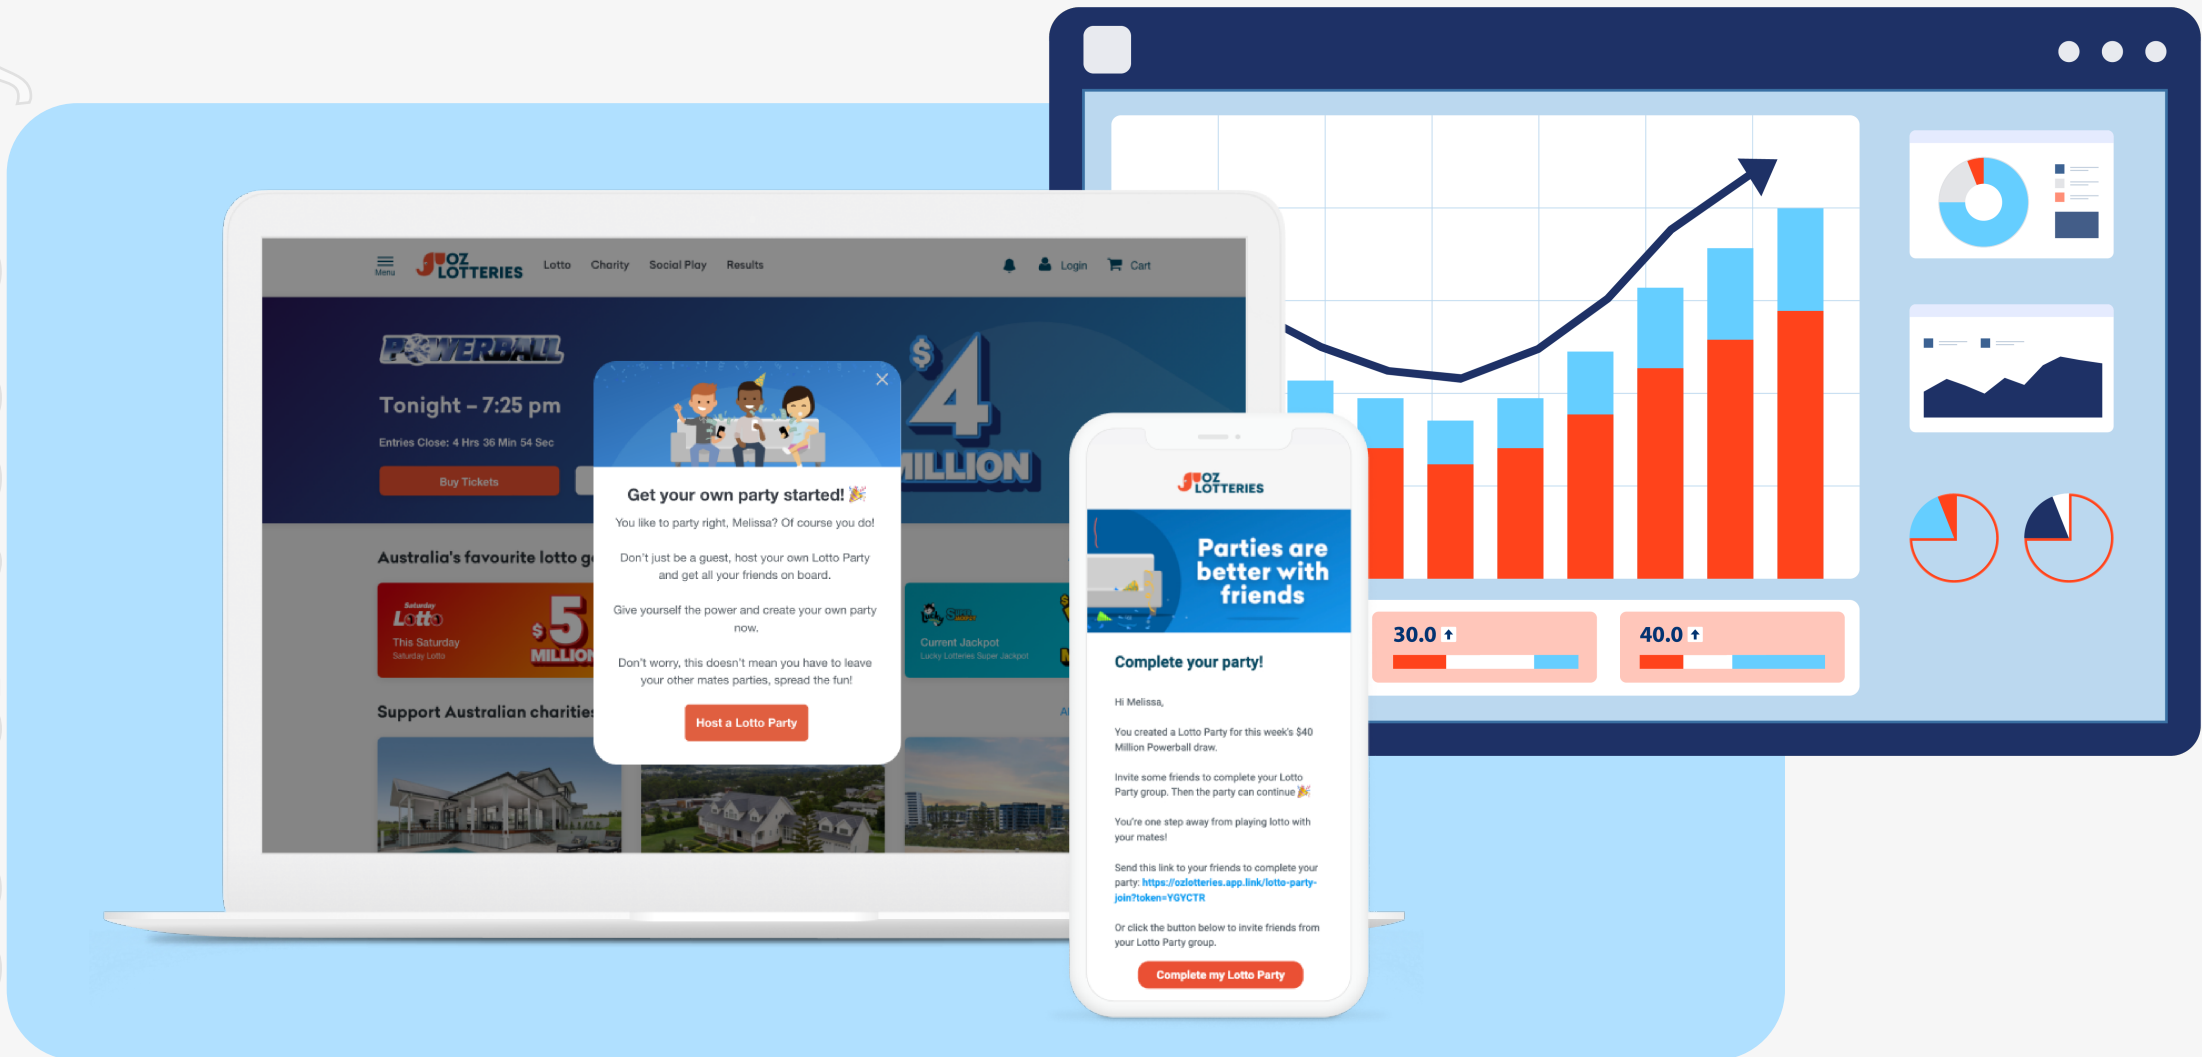 Menu
OZ
LOTTERIES
Lotto
Charity
Social Play
Results
Login
Cart
POWERBALL
Tonight – 7:25 pm
Entries Close: 4 Hrs 36 Min 54 Sec
Buy Tickets
$4
MILLION
Australia's favourite lotto
Saturday
Lotto
This Saturday
Saturday Lotto
$5
MILLION
Current Jackpot
Lucky Lotteries Super Jackpot
Support Australian charities
Get your own party started! 🎉
You like to party right, Melissa? Of course you do!
Don't just be a guest, host your own Lotto Party
and get all your friends on board.
Give yourself the power and create your own party
now.
Don't worry, this doesn't mean you have to leave
your other mates parties, spread the fun!
Host a Lotto Party
OZ
LOTTERIES
Parties are
better with
friends
Complete your party!
Hi Melissa,
You created a Lotto Party for this week's $40
Million Powerball draw.
Invite some friends to complete your Lotto
Party group. Then the party can continue 🎉
You're one step away from playing lotto with
your mates!
Send this link to your friends to complete your
party: https://ozlotteries.app.link/lotto-party-
join?token=YGYCTR
Or click the button below to invite friends from
your Lotto Party group.
Complete my Lotto Party
30.0
40.0